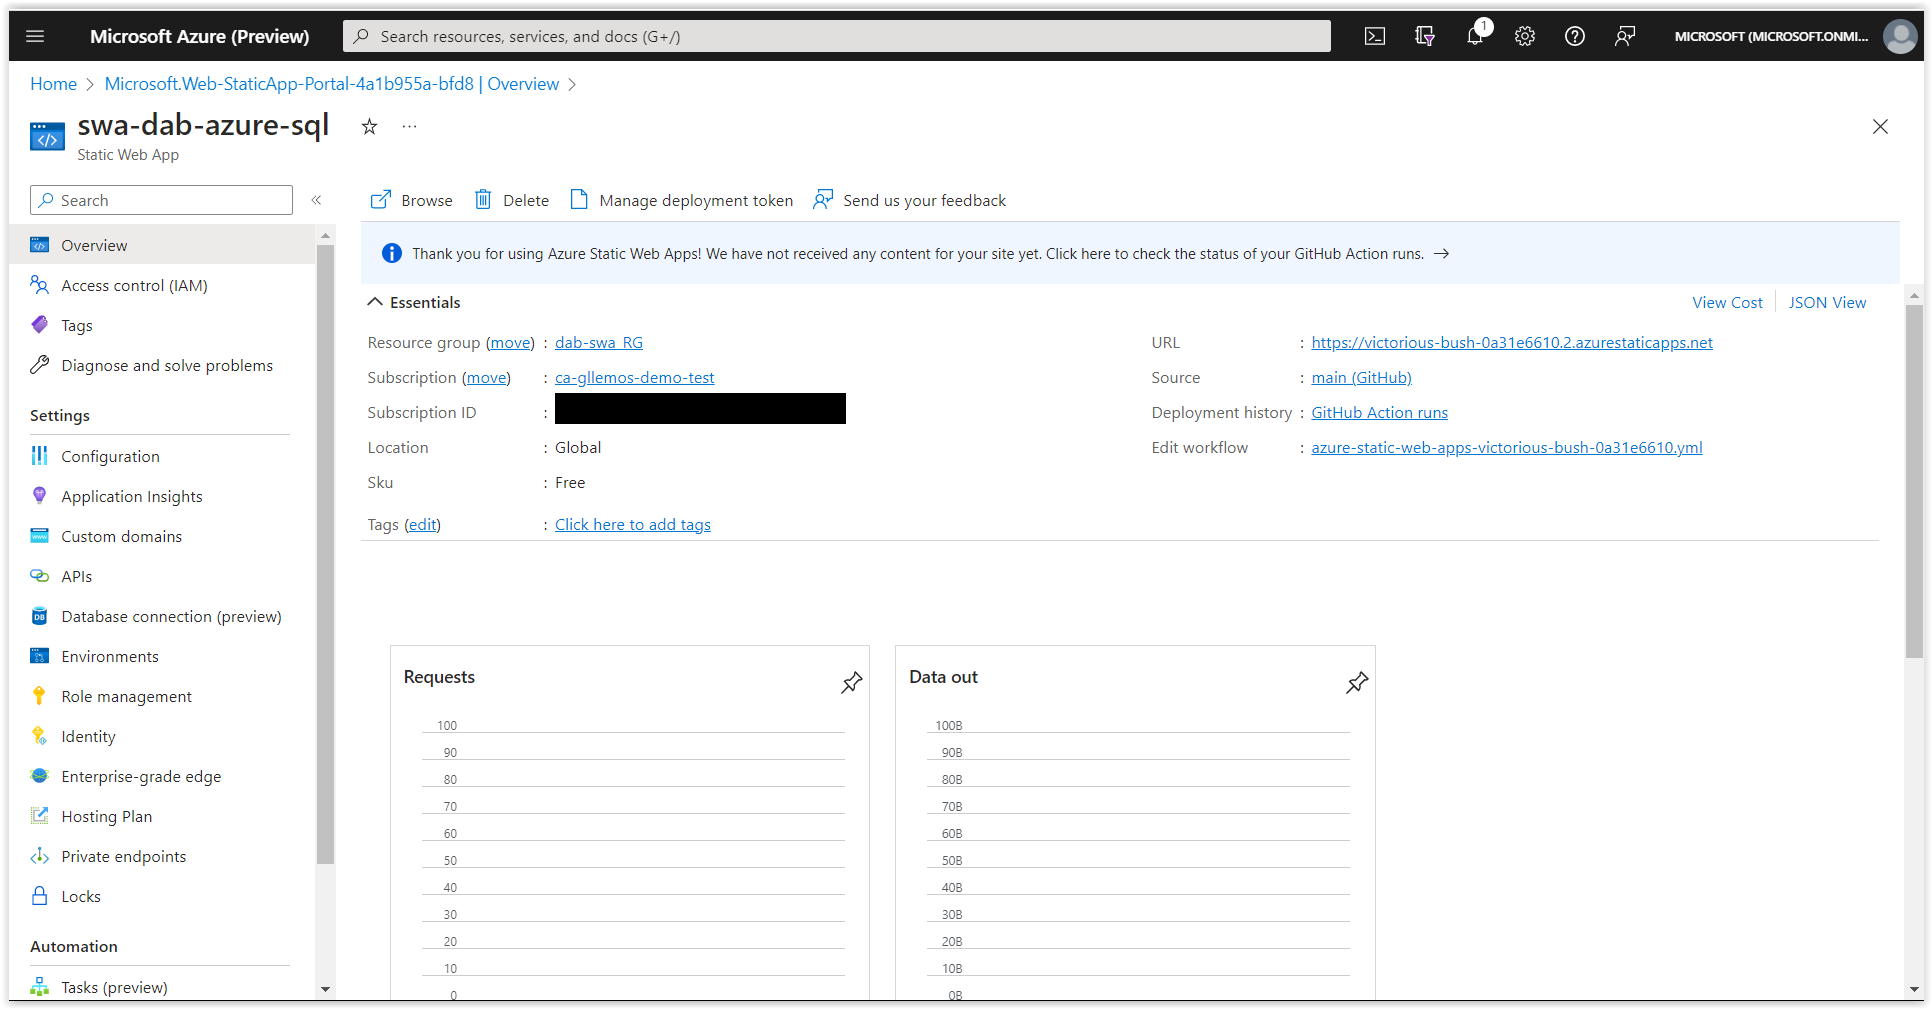 Microsoft Azure (Preview)
Search resources, services, and docs (G+/)
1
MICROSOFT (MICROSOFT.ONMI...
Home > Microsoft.Web-StaticApp-Portal-4a1b955a-bfd8 | Overview >
swa-dab-azure-sql
Static Web App
Search
Overview
Access control (IAM)
Tags
Diagnose and solve problems
Settings
Configuration
Application Insights
Custom domains
APIs
Database connection (preview)
Environments
Role management
Identity
Enterprise-grade edge
Hosting Plan
Private endpoints
Locks
Automation
Tasks (preview)
Browse
Delete
Manage deployment token
Send us your feedback
Thank you for using Azure Static Web Apps! We have not received any content for your site yet. Click here to check the status of your GitHub Action runs. →
Essentials
View Cost
JSON View
Resource group (move) : dab-swa_RG
Subscription (move) : ca-gllemos-demo-test
Subscription ID :
Location : Global
Sku : Free
Tags (edit) : Click here to add tags
URL : https://victorious-bush-0a31e6610.2.azurestaticapps.net
Source : main (GitHub)
Deployment history : GitHub Action runs
Edit workflow : azure-static-web-apps-victorious-bush-0a31e6610.yml
Requests
100
90
80
70
60
50
40
30
20
10
0
Data out
100B
90B
80B
70B
60B
50B
40B
30B
20B
10B
0B